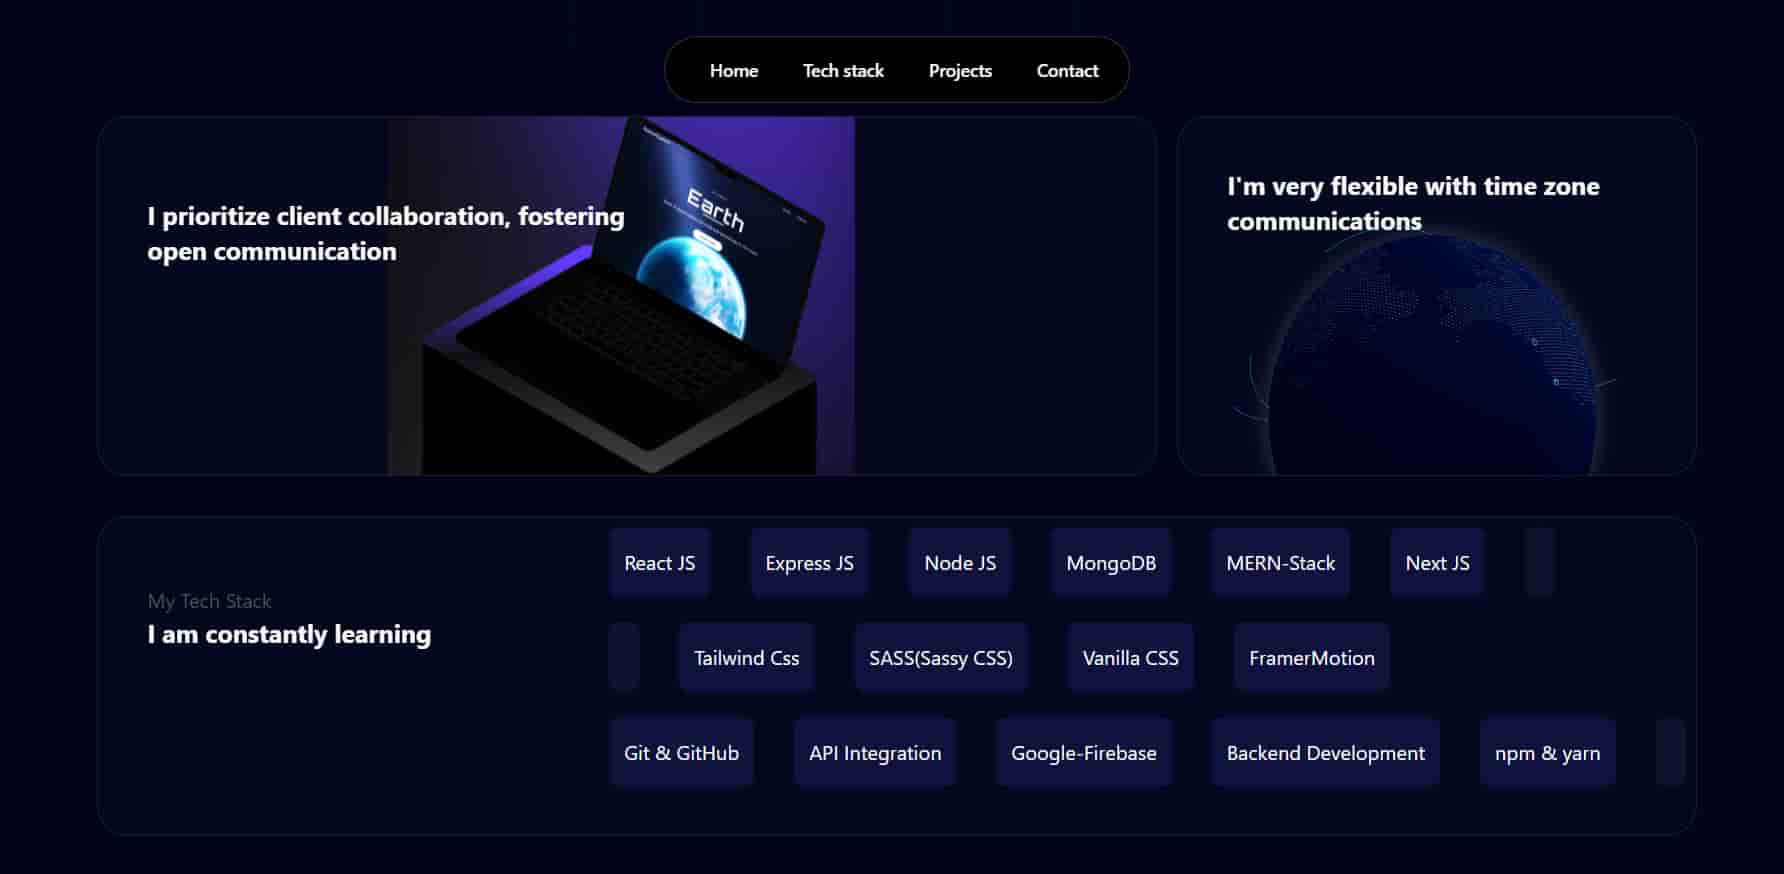 Home
Tech stack
Projects
Contact
I prioritize client collaboration, fostering
open communication
Earth
I'm very flexible with time zone
communications
My Tech Stack
I am constantly learning
React JS
Express JS
Node JS
MongoDB
MERN-Stack
Next JS
Tailwind Css
SASS(Sassy CSS)
Vanilla CSS
FramerMotion
Git & GitHub
API Integration
Google-Firebase
Backend Development
npm & yarn